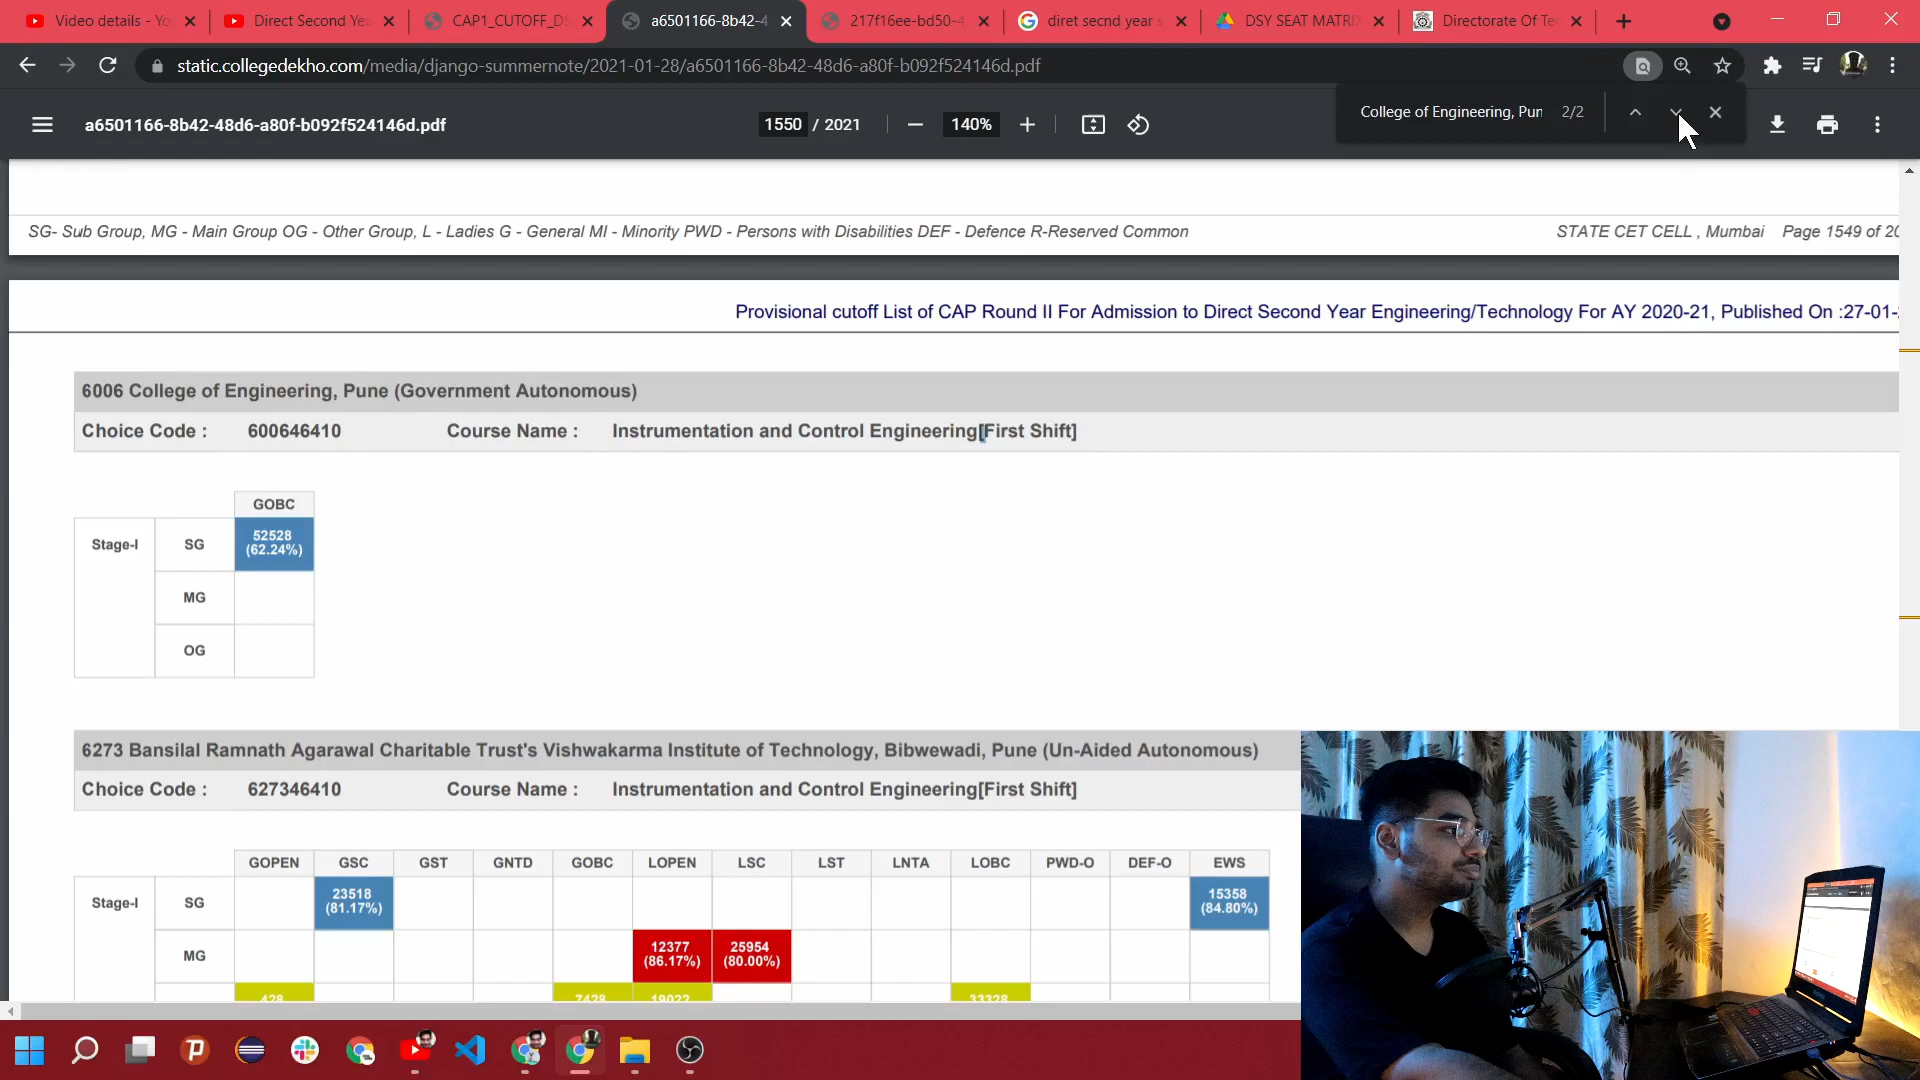 Video details - Yo
Direct Second Yea
CAP1_CUTOFF_DS
a6501166-8b42-4
217f16ee-bd50-4
diret secnd year s
DSY SEAT MATRI
Directorate Of Te
static.collegedekho.com/media/django-summernote/2021-01-28/a6501166-8b42-48d6-a80f-b092f524146d.pdf
a6501166-8b42-48d6-a80f-b092f524146d.pdf
1550 / 2021
140%
College of Engineering, Pun 2/2
SG- Sub Group, MG - Main Group OG - Other Group, L - Ladies G - General MI - Minority PWD - Persons with Disabilities DEF - Defence R-Reserved Common
STATE CET CELL , Mumbai Page 1549 of 20
Provisional cutoff List of CAP Round II For Admission to Direct Second Year Engineering/Technology For AY 2020-21, Published On :27-01-
6006 College of Engineering, Pune (Government Autonomous)
Choice Code : 600646410 Course Name : Instrumentation and Control Engineering[First Shift]
GOBC
Stage-I SG 52528
(62.24%)
MG
OG
6273 Bansilal Ramnath Agarawal Charitable Trust's Vishwakarma Institute of Technology, Bibwewadi, Pune (Un-Aided Autonomous)
Choice Code : 627346410 Course Name : Instrumentation and Control Engineering[First Shift]
GOPEN GSC GST GNTD GOBC LOPEN LSC LST LNTA LOBC PWD-O DEF-O EWS
Stage-I SG 23518 15358
(81.17%) (84.80%)
MG 12377 25954
(86.17%) (80.00%)
428 7428 19022 33328